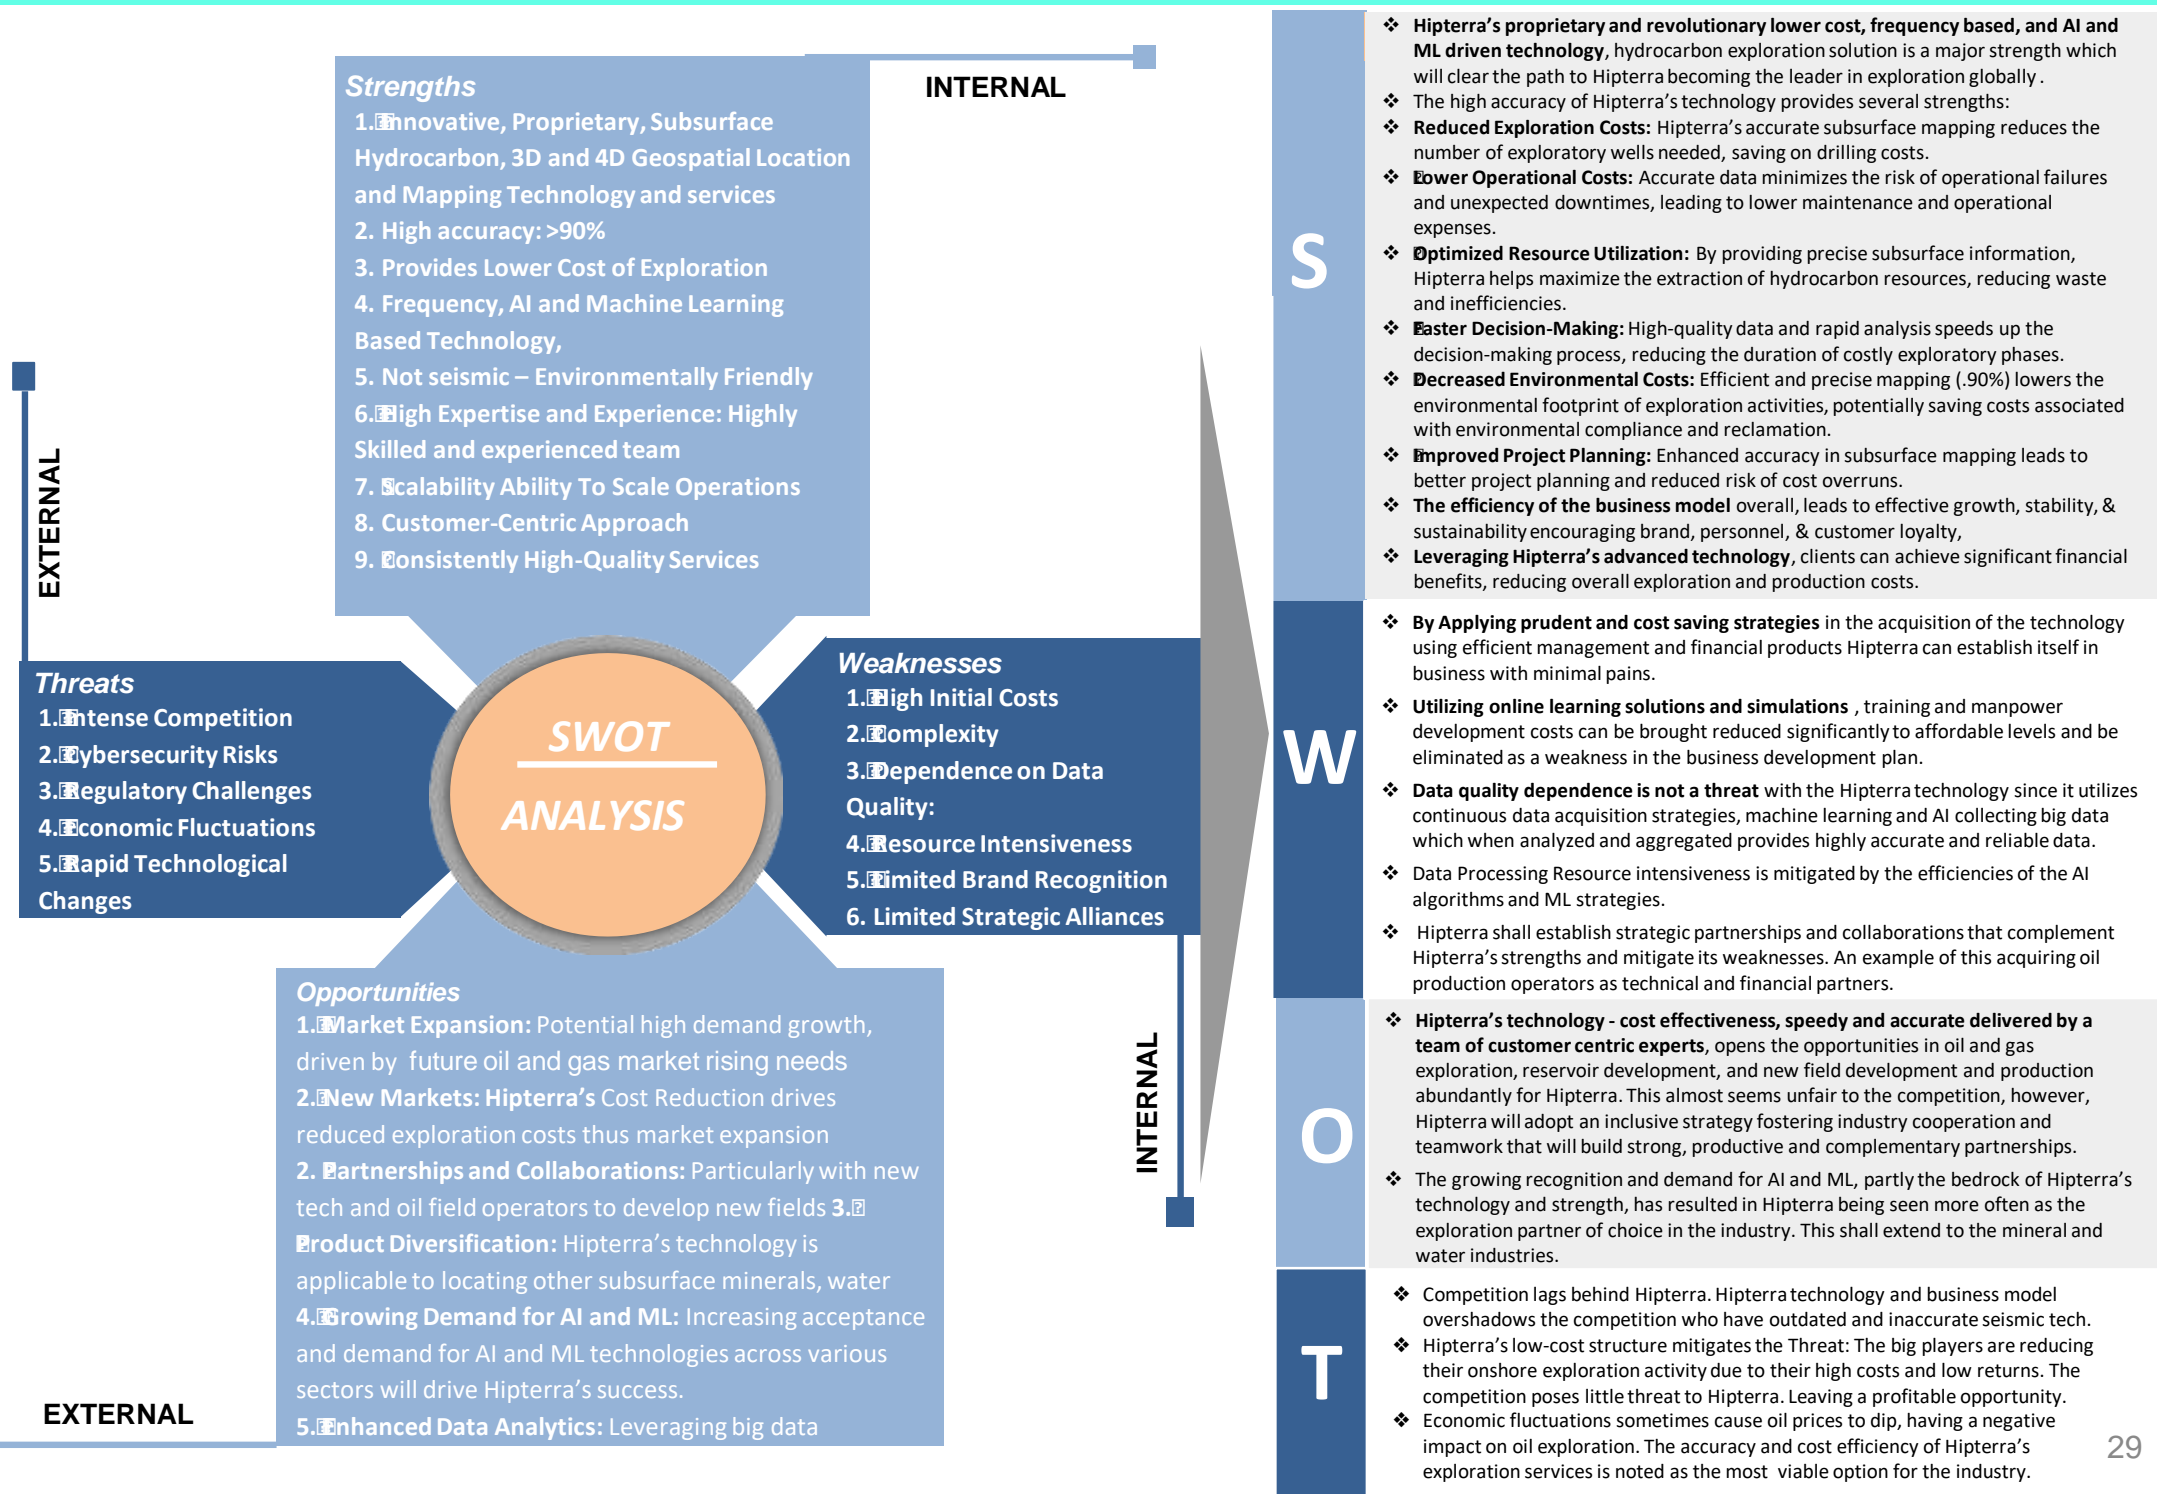 Strengths
1. Innovative, Proprietary, Subsurface
Hydrocarbon, 3D and 4D Geospatial Location
and Mapping Technology and services
2. High accuracy: >90%
3. Provides Lower Cost of Exploration
4. Frequency, AI and Machine Learning
Based Technology,
5. Not seismic – Environmentally Friendly
6. High Expertise and Experience: Highly
Skilled and experienced team
7. Scalability Ability To Scale Operations
8. Customer-Centric Approach
9. Consistently High-Quality Services
INTERNAL
EXTERNAL
Threats
1. Intense Competition
2. Cybersecurity Risks
3. Regulatory Challenges
4. Economic Fluctuations
5. Rapid Technological
Changes
SWOT
ANALYSIS
Weaknesses
1. High Initial Costs
2. Complexity
3. Dependence on Data
Quality:
4. Resource Intensiveness
5. Limited Brand Recognition
6. Limited Strategic Alliances
INTERNAL
Opportunities
1. Market Expansion: Potential high demand growth,
driven by future oil and gas market rising needs
2. New Markets: Hipterra’s Cost Reduction drives
reduced exploration costs thus market expansion
2. Partnerships and Collaborations: Particularly with new
tech and oil field operators to develop new fields 3.
Product Diversification: Hipterra’s technology is
applicable to locating other subsurface minerals, water
4. Growing Demand for AI and ML: Increasing acceptance
and demand for AI and ML technologies across various
sectors will drive Hipterra’s success.
5. Enhanced Data Analytics: Leveraging big data
EXTERNAL
S
❖ Hipterra’s proprietary and revolutionary lower cost, frequency based, and AI and
ML driven technology, hydrocarbon exploration solution is a major strength which
will clear the path to Hipterra becoming the leader in exploration globally .
❖ The high accuracy of Hipterra’s technology provides several strengths:
❖ Reduced Exploration Costs: Hipterra’s accurate subsurface mapping reduces the
number of exploratory wells needed, saving on drilling costs.
❖ Lower Operational Costs: Accurate data minimizes the risk of operational failures
and unexpected downtimes, leading to lower maintenance and operational
expenses.
❖ Optimized Resource Utilization: By providing precise subsurface information,
Hipterra helps maximize the extraction of hydrocarbon resources, reducing waste
and inefficiencies.
❖ Faster Decision-Making: High-quality data and rapid analysis speeds up the
decision-making process, reducing the duration of costly exploratory phases.
❖ Decreased Environmental Costs: Efficient and precise mapping (.90%) lowers the
environmental footprint of exploration activities, potentially saving costs associated
with environmental compliance and reclamation.
❖ Improved Project Planning: Enhanced accuracy in subsurface mapping leads to
better project planning and reduced risk of cost overruns.
❖ The efficiency of the business model overall, leads to effective growth, stability, &
sustainability encouraging brand, personnel, & customer loyalty,
❖ Leveraging Hipterra’s advanced technology, clients can achieve significant financial
benefits, reducing overall exploration and production costs.
W
❖ By Applying prudent and cost saving strategies in the acquisition of the technology
using efficient management and financial products Hipterra can establish itself in
business with minimal pains.
❖ Utilizing online learning solutions and simulations , training and manpower
development costs can be brought reduced significantly to affordable levels and be
eliminated as a weakness in the business development plan.
❖ Data quality dependence is not a threat with the Hipterra technology since it utilizes
continuous data acquisition strategies, machine learning and AI collecting big data
which when analyzed and aggregated provides highly accurate and reliable data.
❖ Data Processing Resource intensiveness is mitigated by the efficiencies of the AI
algorithms and ML strategies.
❖ Hipterra shall establish strategic partnerships and collaborations that complement
Hipterra’s strengths and mitigate its weaknesses. An example of this acquiring oil
production operators as technical and financial partners.
O
❖ Hipterra’s technology - cost effectiveness, speedy and accurate delivered by a
team of customer centric experts, opens the opportunities in oil and gas
exploration, reservoir development, and new field development and production
abundantly for Hipterra. This almost seems unfair to the competition, however,
Hipterra will adopt an inclusive strategy fostering industry cooperation and
teamwork that will build strong, productive and complementary partnerships.
❖ The growing recognition and demand for AI and ML, partly the bedrock of Hipterra’s
technology and strength, has resulted in Hipterra being seen more often as the
exploration partner of choice in the industry. This shall extend to the mineral and
water industries.
T
❖ Competition lags behind Hipterra. Hipterra technology and business model
overshadows the competition who have outdated and inaccurate seismic tech.
❖ Hipterra’s low-cost structure mitigates the Threat: The big players are reducing
their onshore exploration activity due to their high costs and low returns. The
competition poses little threat to Hipterra. Leaving a profitable opportunity.
❖ Economic fluctuations sometimes cause oil prices to dip, having a negative
impact on oil exploration. The accuracy and cost efficiency of Hipterra’s
exploration services is noted as the most viable option for the industry.
29